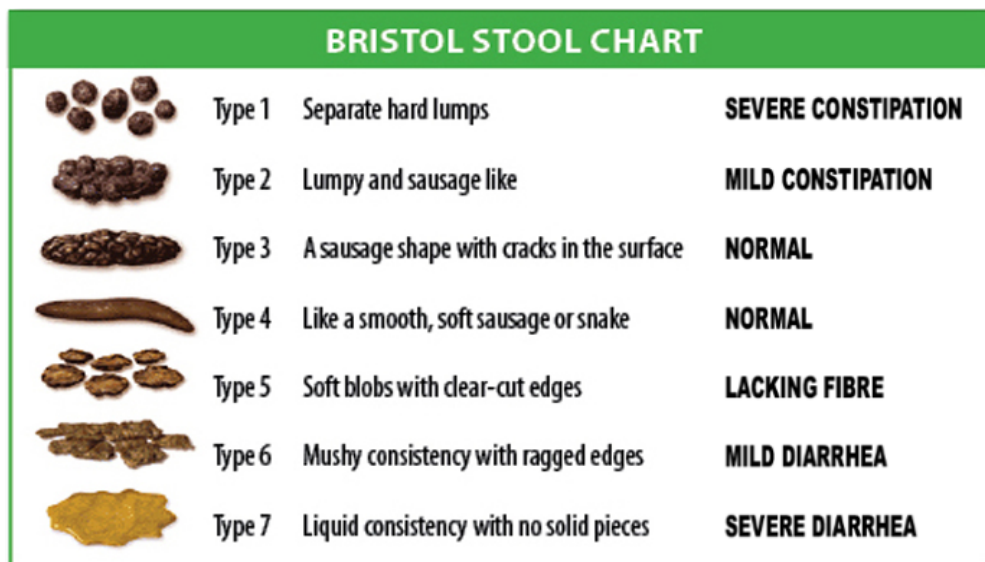 BRISTOL STOOL CHART
Type 1 Separate hard lumps SEVERE CONSTIPATION
Type 2 Lumpy and sausage like MILD CONSTIPATION
Type 3 A sausage shape with cracks in the surface NORMAL
Type 4 Like a smooth, soft sausage or snake NORMAL
Type 5 Soft blobs with clear-cut edges LACKING FIBRE
Type 6 Mushy consistency with ragged edges MILD DIARRHEA
Type 7 Liquid consistency with no solid pieces SEVERE DIARRHEA